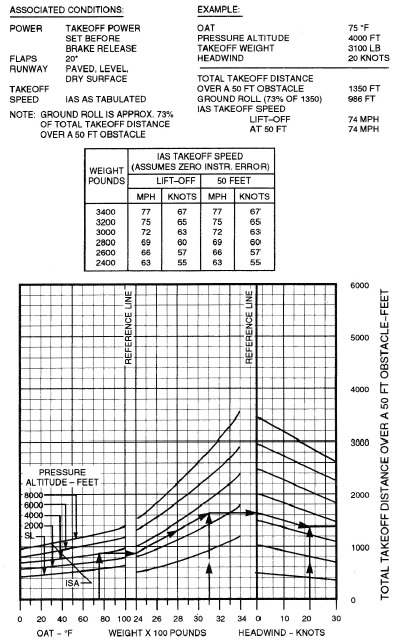 ASSOCIATED CONDITIONS:
POWER TAKEOFF POWER
SET BEFORE
BRAKE RELEASE
FLAPS 20°
RUNWAY PAVED, LEVEL,
DRY SURFACE
TAKEOFF
SPEED IAS AS TABULATED
NOTE: GROUND ROLL IS APPROX. 73%
OF TOTAL TAKEOFF DISTANCE
OVER A 50 FT OBSTACLE
EXAMPLE:
OAT 75 °F
PRESSURE ALTITUDE 4000 FT
TAKEOFF WEIGHT 3100 LB
HEADWIND 20 KNOTS
TOTAL TAKEOFF DISTANCE
OVER A 50 FT OBSTACLE 1350 FT
GROUND ROLL (73% OF 1350) 986 FT
IAS TAKEOFF SPEED
LIFT-OFF 74 MPH
AT 50 FT 74 MPH
WEIGHT POUNDS
IAS TAKEOFF SPEED
(ASSUMES ZERO INSTR. ERROR)
LIFT-OFF 50 FEET
MPH KNOTS MPH KNOTS
3400 77 67 77 67
3200 75 65 75 65
3000 72 63 72 63
2800 69 60 69 60
2600 66 57 66 57
2400 63 55 63 55
REFERENCE LINE
REFERENCE LINE
6000
5000
4000
3000
2000
1000
0
TOTAL TAKEOFF DISTANCE OVER A 50 FT OBSTACLE-FEET
PRESSURE
ALTITUDE - FEET
8000
6000
4000
2000
SL
ISA
0 20 40 60 80 100 24 26 28 30 32 34 0 10 20 30
OAT ~ °F WEIGHT X 100 POUNDS HEADWIND - KNOTS